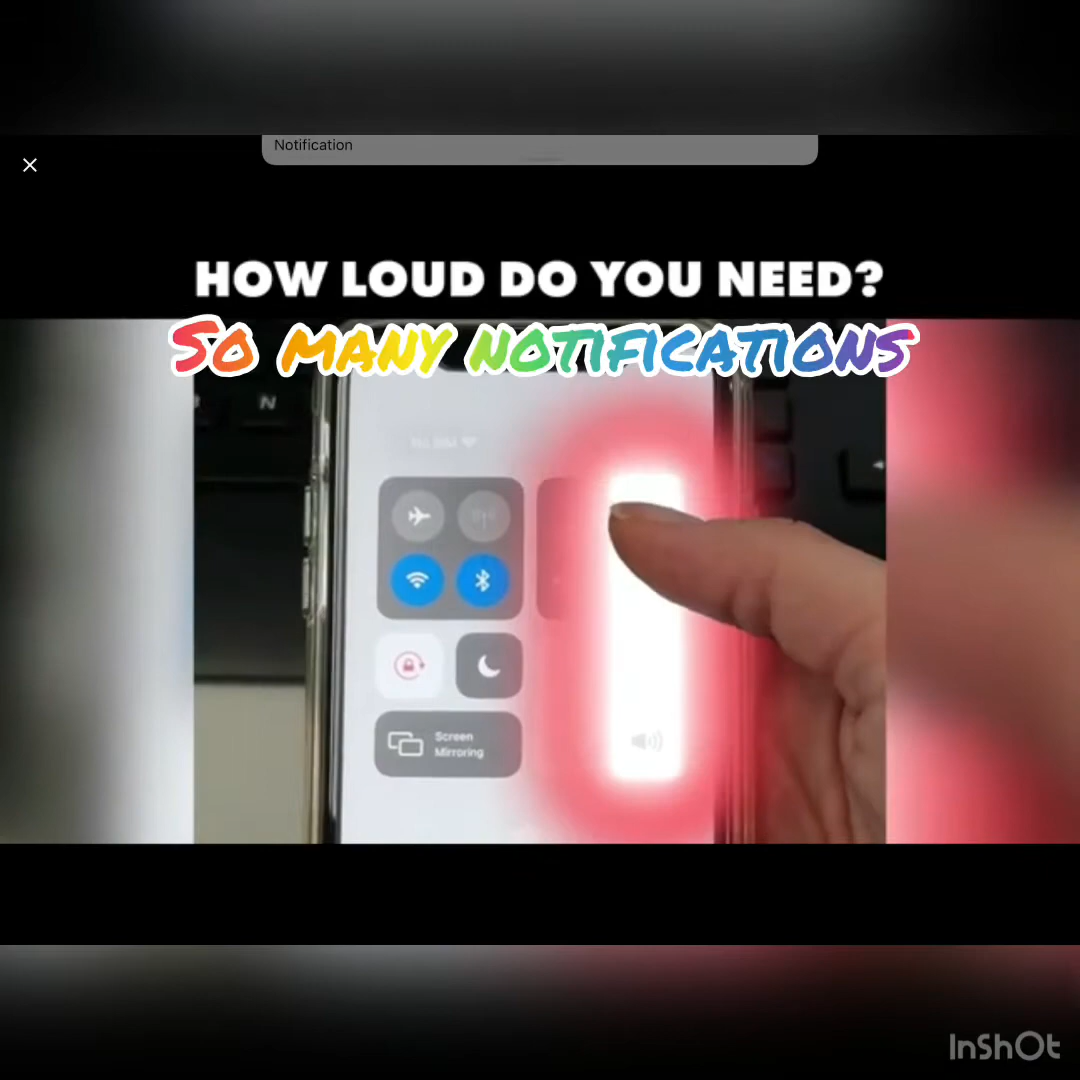 Notification
HOW LOUD DO YOU NEED?
So many notifications
N
Screen
Mirroring
InShOt